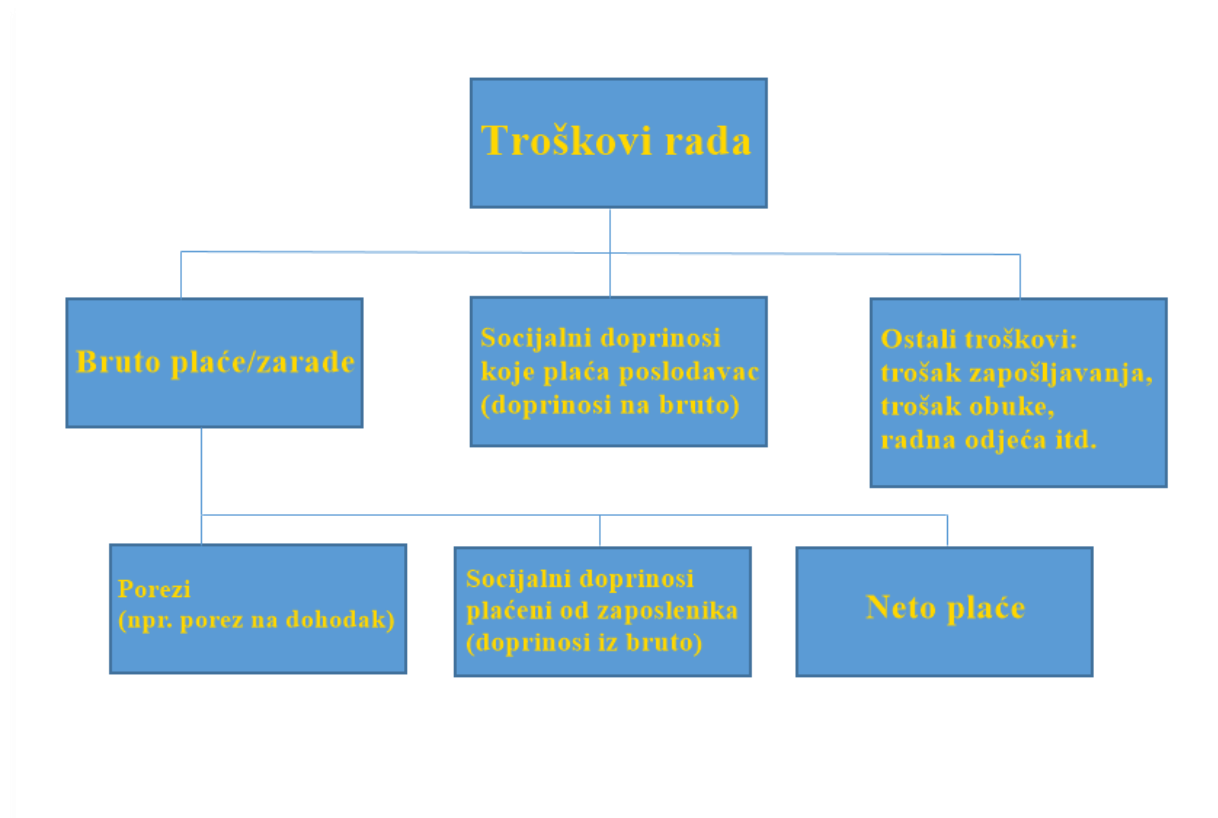 Troškovi rada
Bruto plaće/zarade
Socijalni doprinosi
koje plaća poslodavac
(doprinosi na bruto)
Ostali troškovi:
trošak zapošljavanja,
trošak obuke,
radna odjeća itd.
Porezi
(npr. porez na dohodak)
Socijalni doprinosi
plaćeni od zaposlenika
(doprinosi iz bruto)
Neto plaće